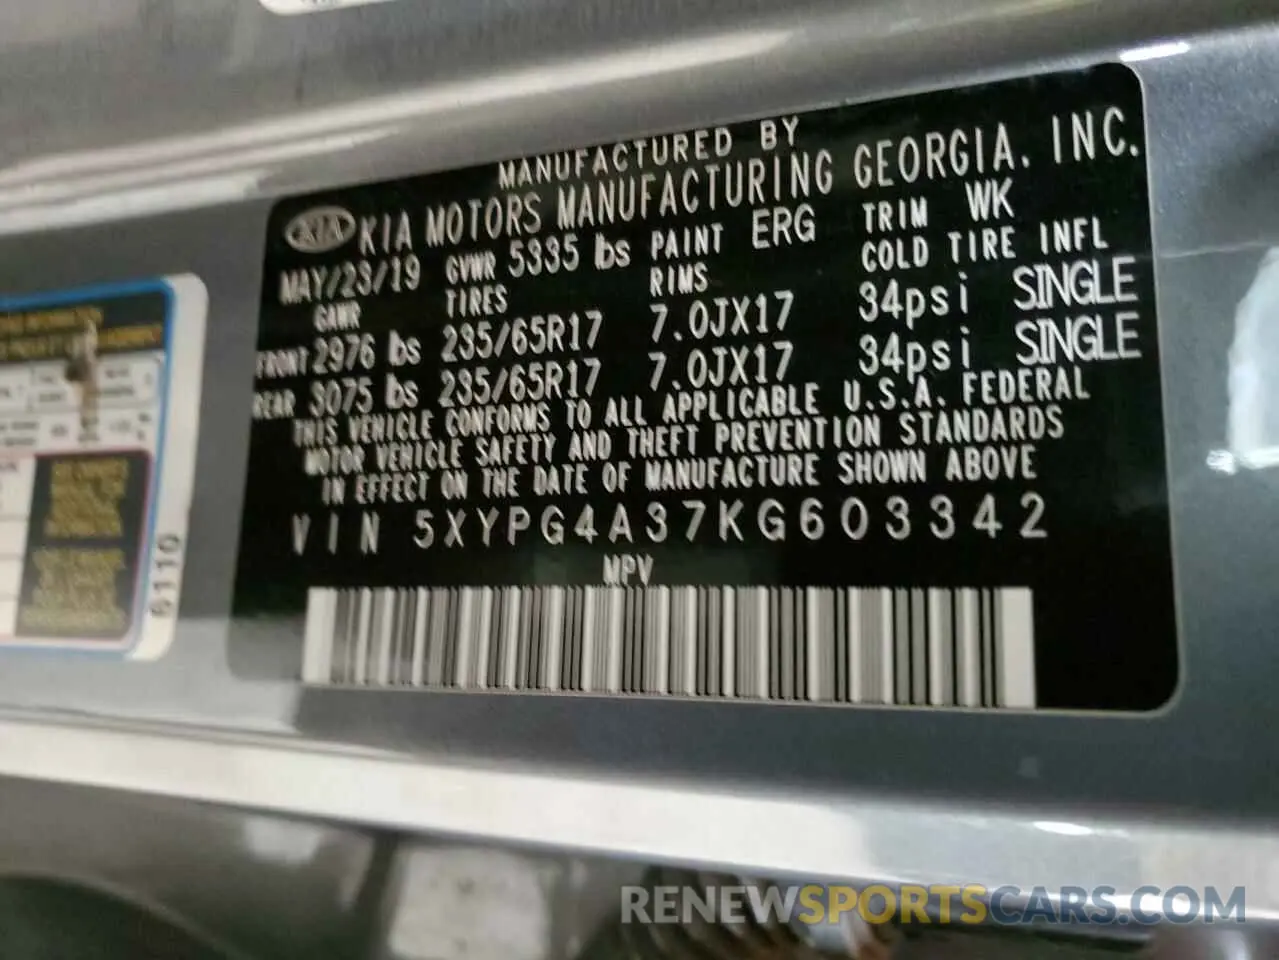 MANUFACTURED BY
KIA KIA MOTORS MANUFACTURING GEORGIA. INC.
MAY/23/19 GVWR 5335 lbs PAINT ERG TRIM WK
GAWR TIRES RIMS COLD TIRE INFL
FRONT 2976 lbs 235/65R17 7.0JX17 34psi SINGLE
REAR 3075 lbs 235/65R17 7.0JX17 34psi SINGLE
THIS VEHICLE CONFORMS TO ALL APPLICABLE U.S.A. FEDERAL
MOTOR VEHICLE SAFETY AND THEFT PREVENTION STANDARDS
IN EFFECT ON THE DATE OF MANUFACTURE SHOWN ABOVE
VIN 5XYPG4A37KG603342
MPV
6110
RENEWSPORTSCARS.COM